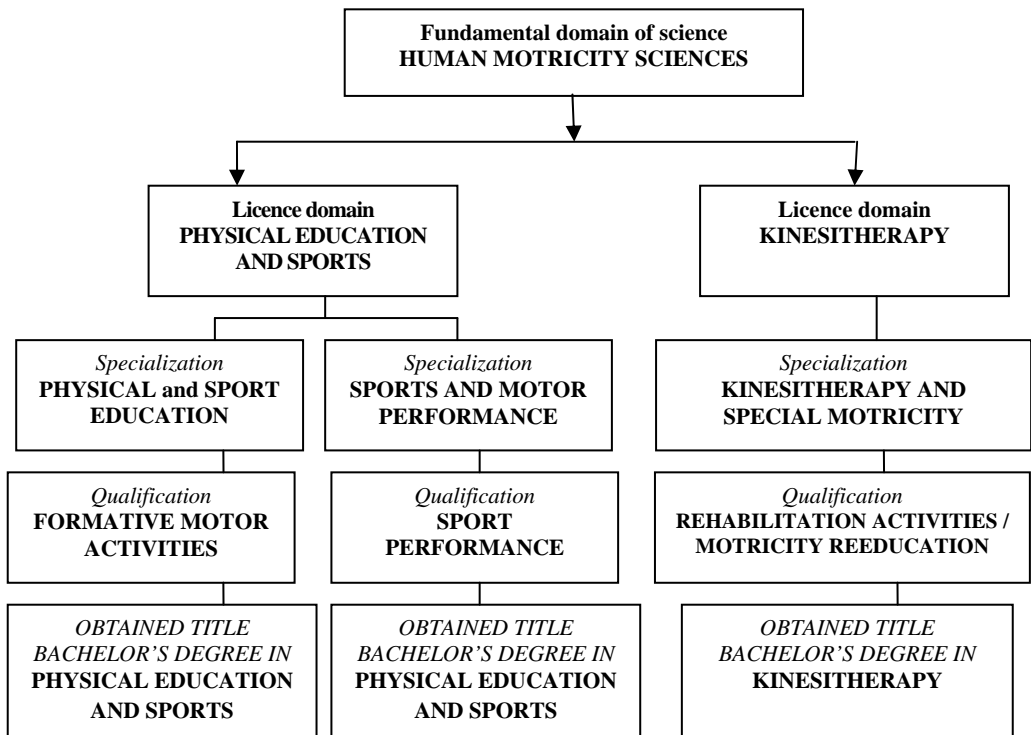 Fundamental domain of science
HUMAN MOTRICITY SCIENCES
Licence domain
PHYSICAL EDUCATION
AND SPORTS
Licence domain
KINESITHERAPY
Specialization
PHYSICAL and SPORT
EDUCATION
Specialization
SPORTS AND MOTOR
PERFORMANCE
Specialization
KINESITHERAPY AND
SPECIAL MOTRICITY
Qualification
FORMATIVE MOTOR
ACTIVITIES
Qualification
SPORT
PERFORMANCE
Qualification
REHABILITATION ACTIVITIES /
MOTRICITY REEDUCATION
OBTAINED TITLE
BACHELOR'S DEGREE IN
PHYSICAL EDUCATION
AND SPORTS
OBTAINED TITLE
BACHELOR'S DEGREE IN
PHYSICAL EDUCATION
AND SPORTS
OBTAINED TITLE
BACHELOR'S DEGREE IN
KINESITHERAPY